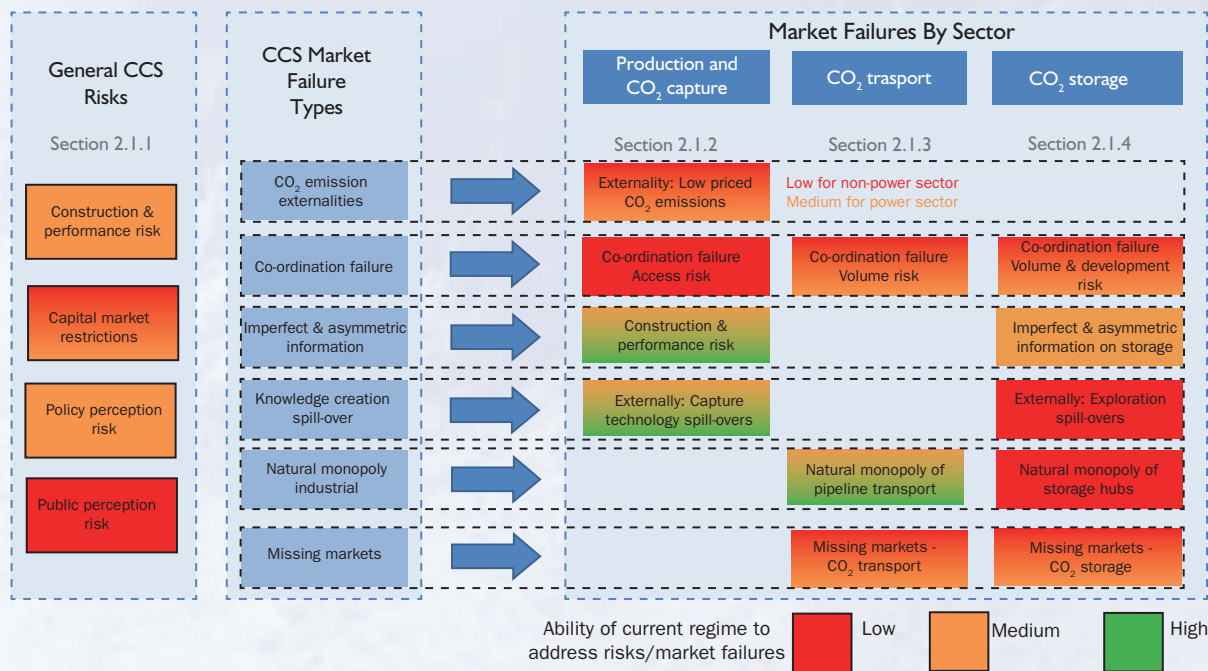 General CCS
Risks
Section 2.1.1
Construction &
performance risk
Capital market
restrictions
Policy perception
risk
Public perception
risk
CCS Market
Failure
Types
CO₂ emission
externalities
Co-ordination failure
Imperfect & asymmetric
information
Knowledge creation
spill-over
Natural monopoly
industrial
Missing markets
Market Failures By Sector
Production and
CO₂ capture
CO₂ trasport
CO₂ storage
Section 2.1.2
Section 2.1.3
Section 2.1.4
Externality: Low priced
CO₂ emissions
Low for non-power sector
Medium for power sector
Co-ordination failure
Access risk
Co-ordination failure
Volume risk
Co-ordination failure
Volume & development
risk
Construction &
performance risk
Imperfect & asymmetric
information on storage
Externally: Capture
technology spill-overs
Externally: Exploration
spill-overs
Natural monopoly of
pipeline transport
Natural monopoly of
storage hubs
Missing markets -
CO₂ transport
Missing markets -
CO₂ storage
Ability of current regime to
address risks/market failures
Low
Medium
High